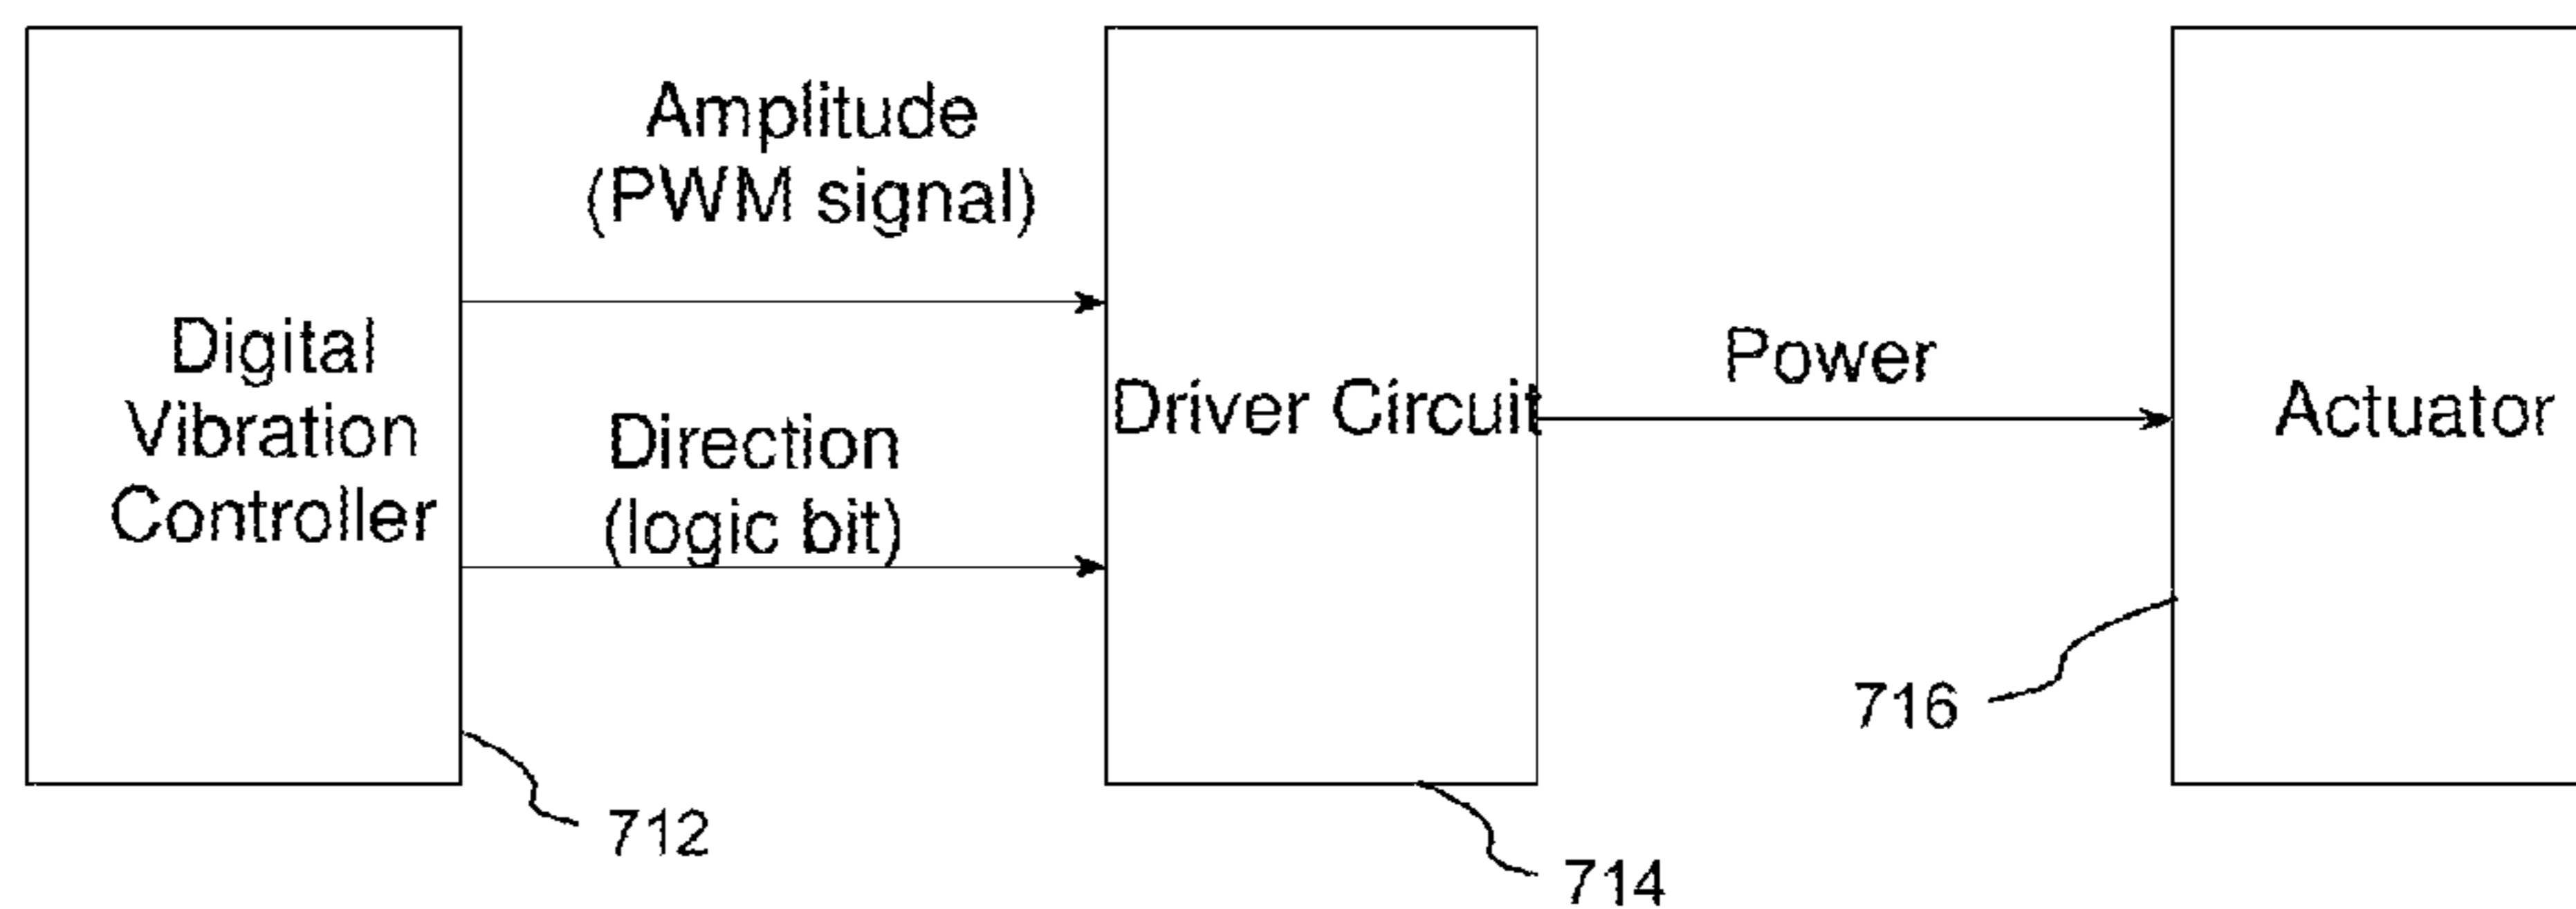 Digital
Vibration
Controller
712
Amplitude
(PWM signal)
Direction
(logic bit)
Driver Circuit
714
Power
Actuator
716